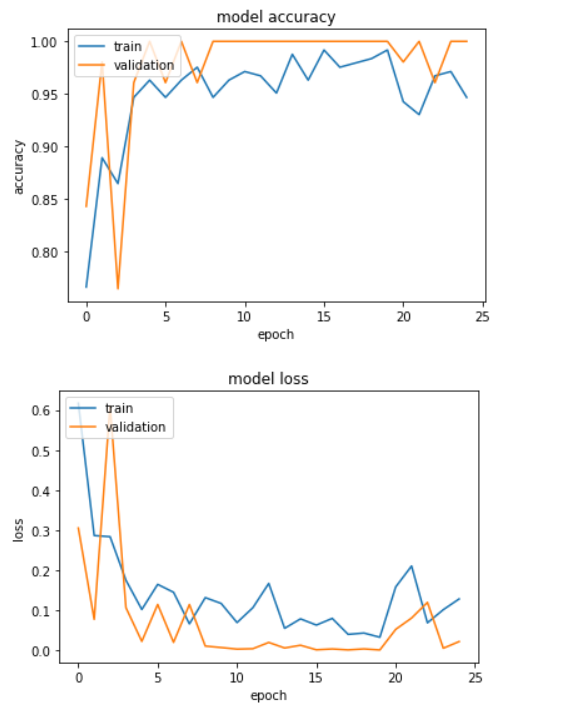 model accuracy
train
validation
1.00
0.95
0.90
0.85
0.80
accuracy
0 5 10 15 20 25
epoch
model loss
train
validation
0.6
0.5
0.4
0.3
0.2
0.1
0.0
loss
0 5 10 15 20 25
epoch